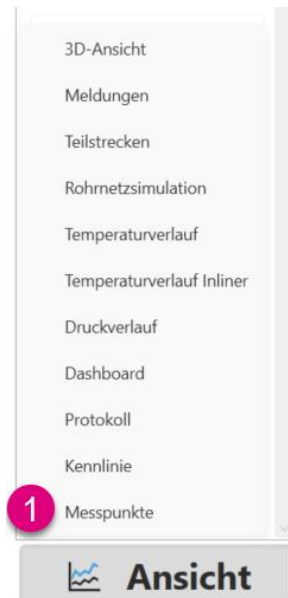 3D-Ansicht
Meldungen
Teilstrecken
Rohrnetzsimulation
Temperaturverlauf
Temperaturverlauf Inliner
Druckverlauf
Dashboard
Protokoll
Kennlinie
1 Messpunkte
Ansicht